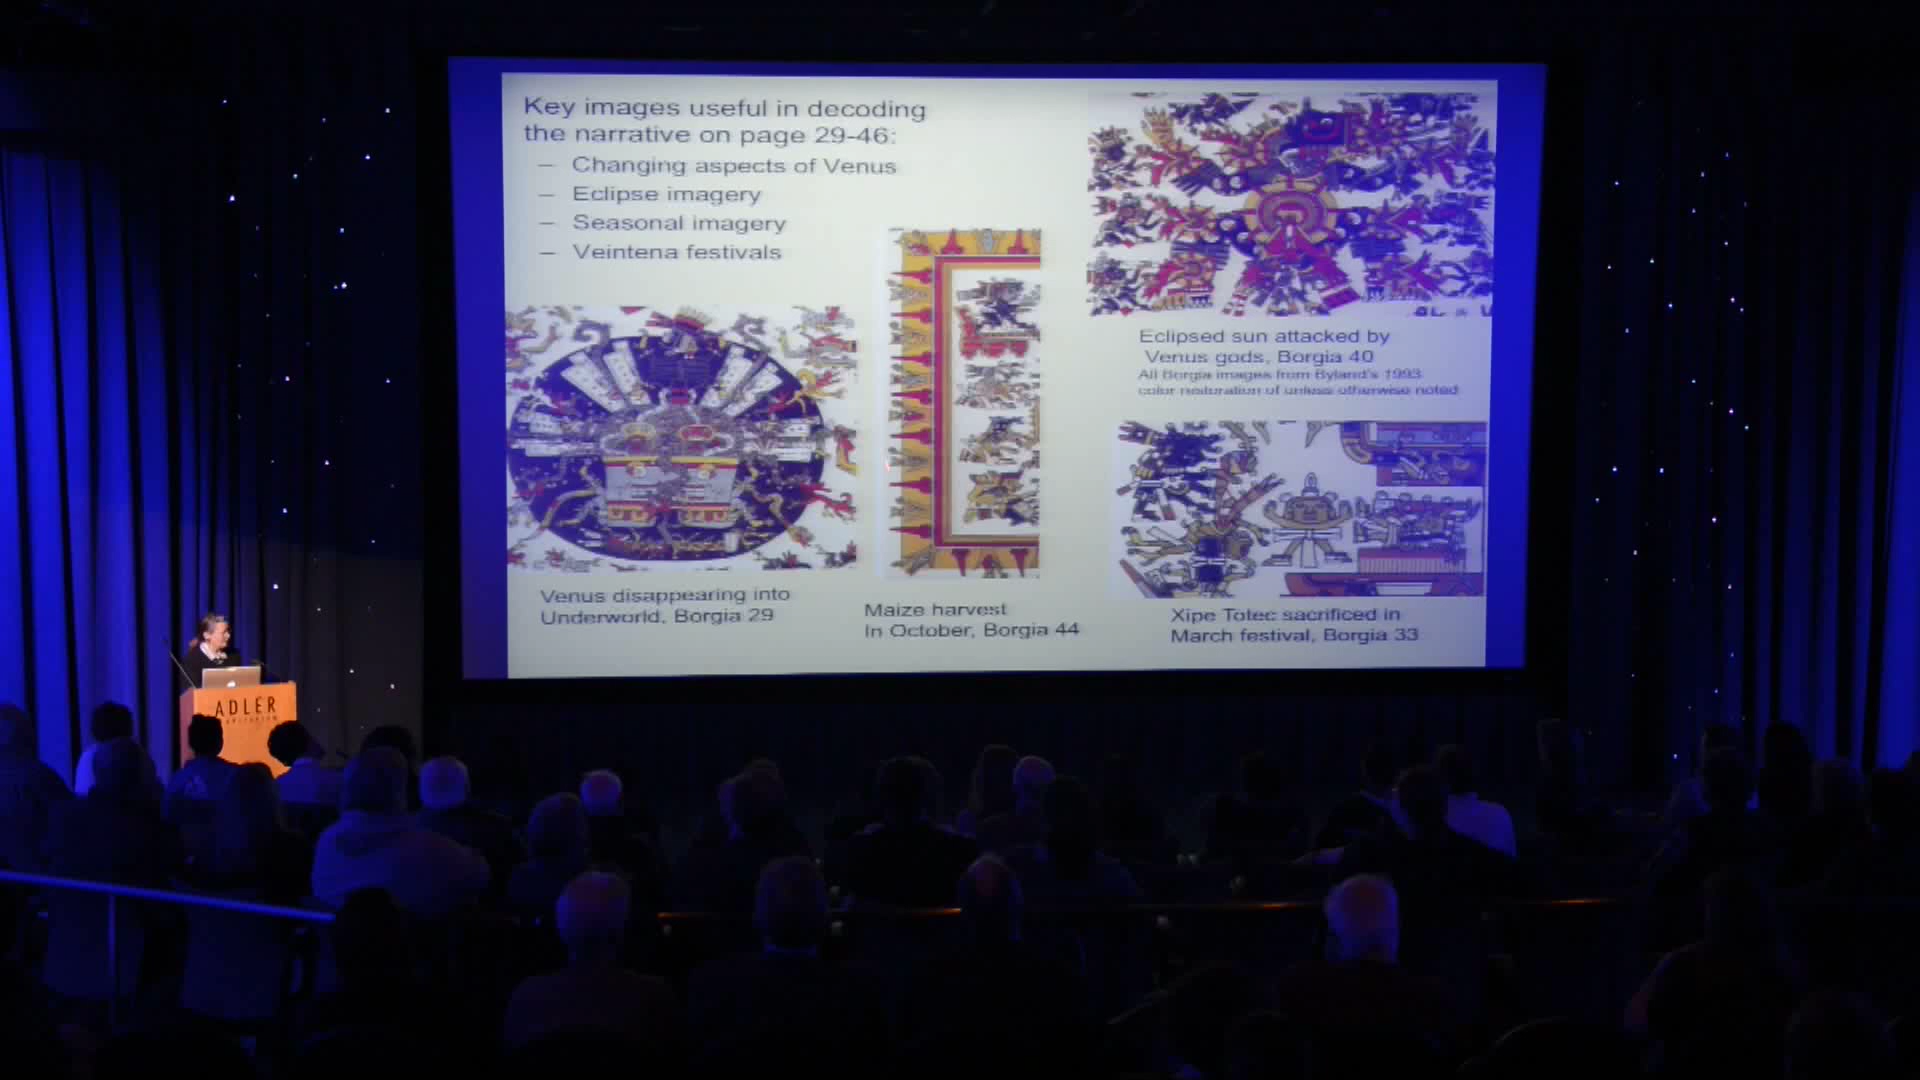 Key images useful in decoding
the narrative on page 29-46:
– Changing aspects of Venus
– Eclipse imagery
– Seasonal imagery
– Veintena festivals
Eclipsed sun attacked by
Venus gods, Borgia 40
All Borgia images from Byland's 1993
color restoration of unless otherwise noted
Venus disappearing into
Underworld, Borgia 29
Maize harvest
In October, Borgia 44
Xipe Totec sacrificed in
March festival, Borgia 33
ADLER